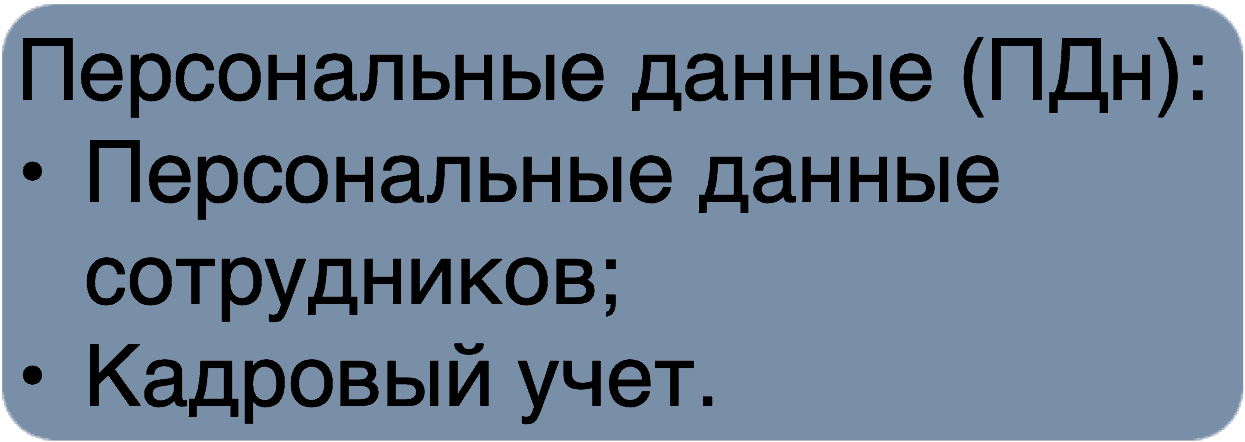 Персональные данные (ПДн):
• Персональные данные
сотрудников;
• Кадровый учет.